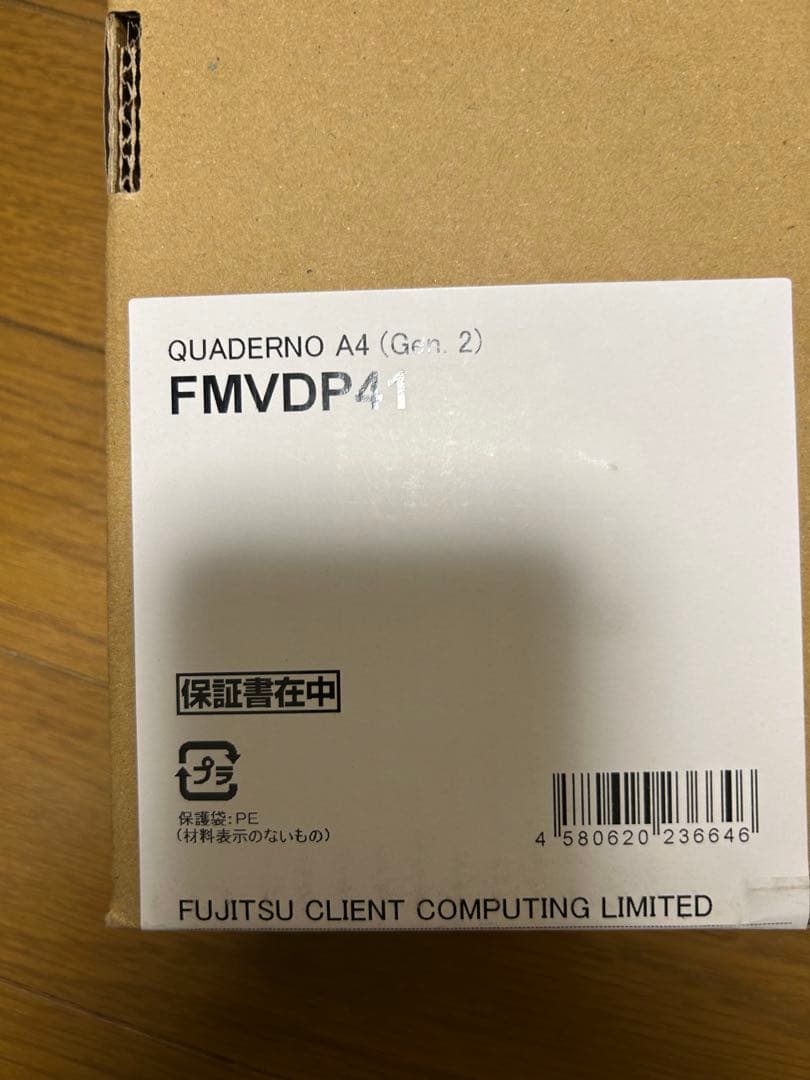 QUADERNO A4 (Gen. 2)
FMVDP41
保証書在中
プラ
保護袋:PE
(材料表示のないもの)
4 580620 236646
FUJITSU CLIENT COMPUTING LIMITED